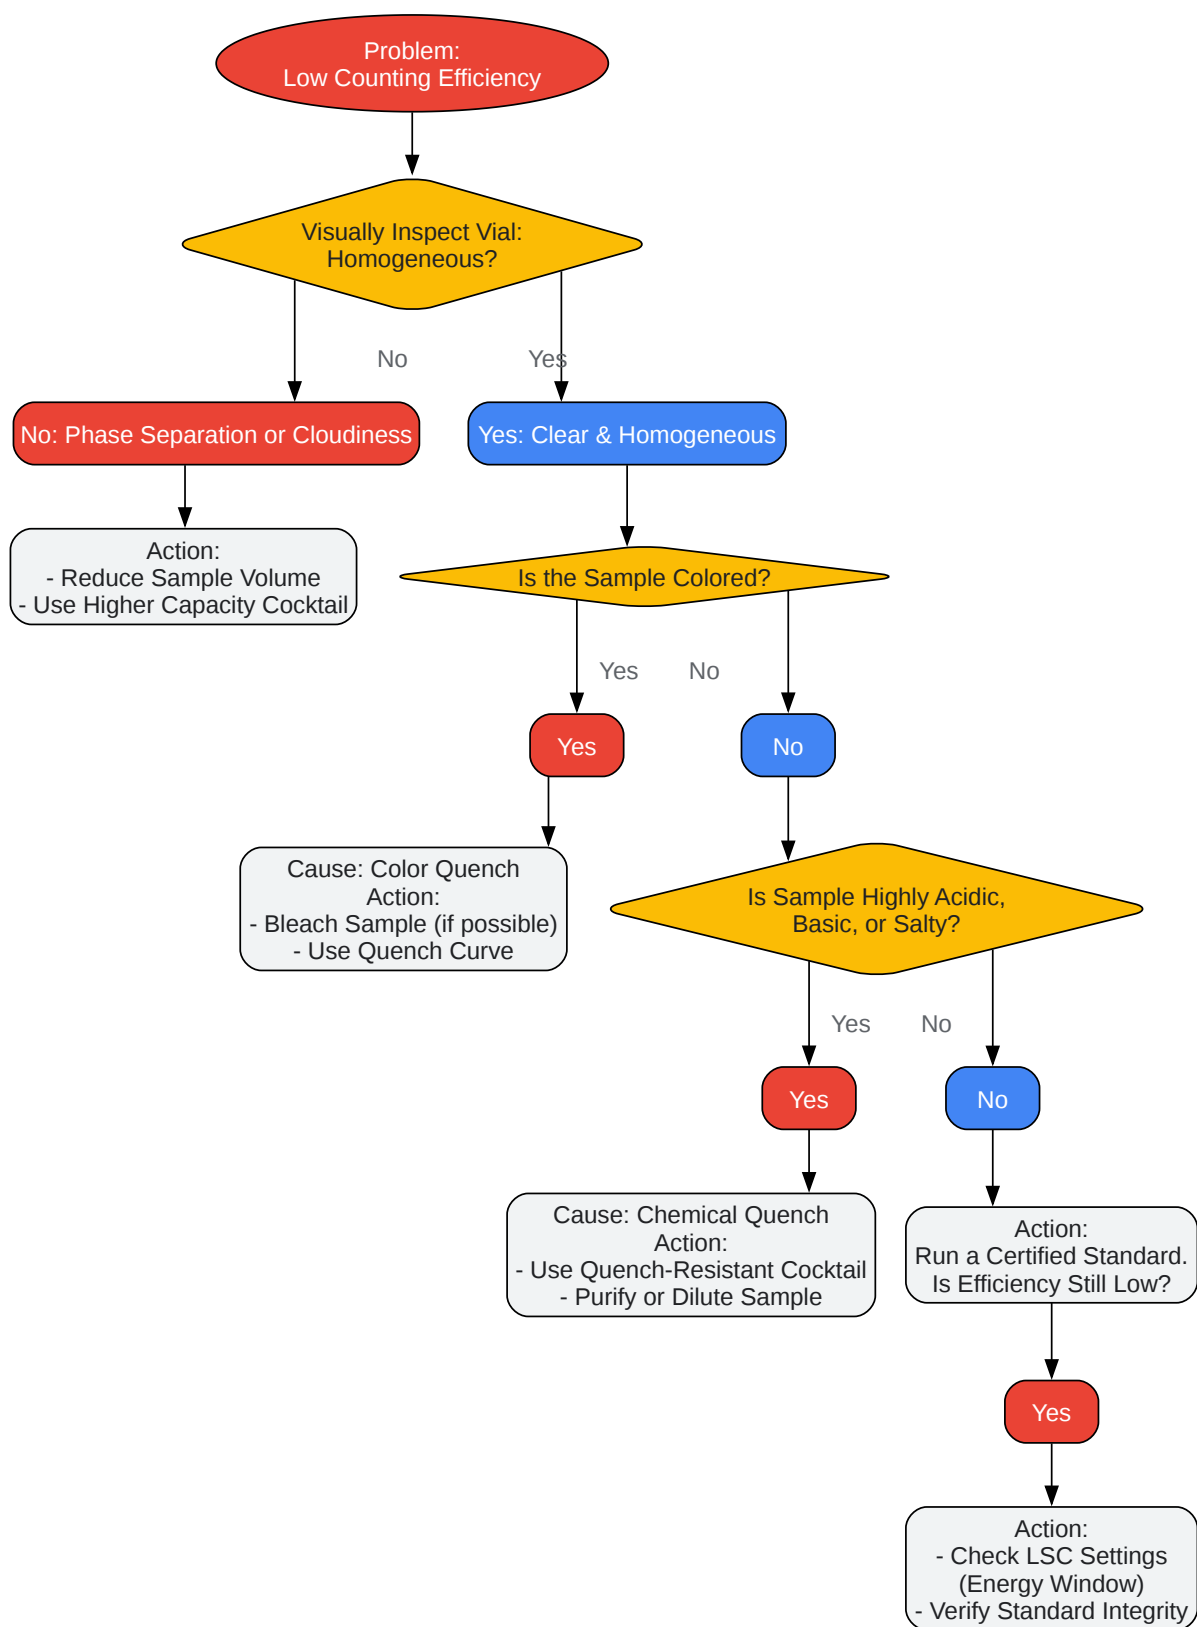 Problem:
Low Counting Efficiency
Visually Inspect Vial:
Homogeneous?
No
Yes
No: Phase Separation or Cloudiness
Yes: Clear & Homogeneous
Action:
- Reduce Sample Volume
- Use Higher Capacity Cocktail
Is the Sample Colored?
Yes
No
Yes
No
Cause: Color Quench
Action:
- Bleach Sample (if possible)
- Use Quench Curve
Is Sample Highly Acidic,
Basic, or Salty?
Yes
No
Yes
No
Cause: Chemical Quench
Action:
- Use Quench-Resistant Cocktail
- Purify or Dilute Sample
Action:
Run a Certified Standard.
Is Efficiency Still Low?
Yes
Action:
- Check LSC Settings
(Energy Window)
- Verify Standard Integrity